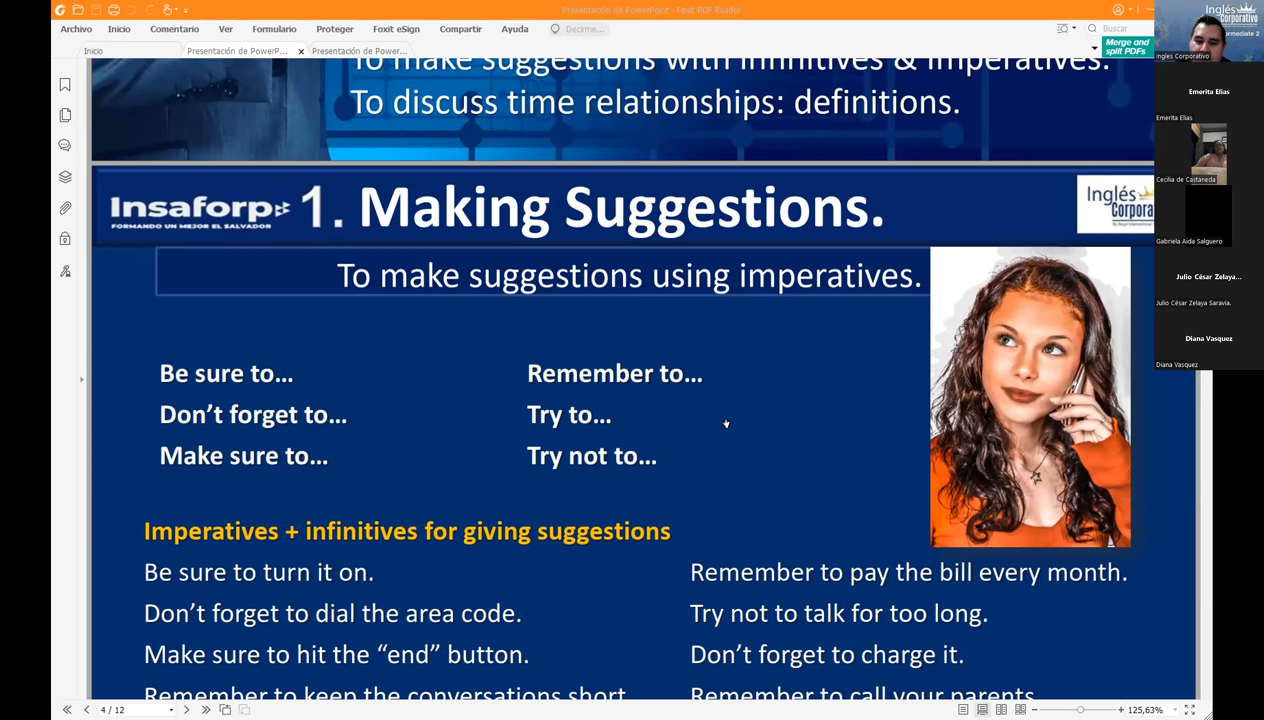 Presentación de PowerPoint - Foxit PDF Reader
Archivo Inicio Comentario Ver Formulario Proteger Foxit eSign Compartir Ayuda Decirme... Buscar
Inicio Presentación de PowerP... Presentación de Power...
Merge and
split PDFs
Inglés
Corporativo
Ingles Corporativo
Emerita Elias
Emerita Elias
Cecilia de Castaneda
Gabriela Aida Salguero
Julio César Zelaya...
Julio César Zelaya Saravia.
Diana Vasquez
Diana Vasquez
To make suggestions with infinitives & imperatives.
To discuss time relationships: definitions.
Insaforp 1. Making Suggestions.
FORMANDO UN MEJOR EL SALVADOR
Inglés
Corpora
To make suggestions using imperatives.
Be sure to... Remember to...
Don't forget to... Try to...
Make sure to... Try not to...
Imperatives + infinitives for giving suggestions
Be sure to turn it on. Remember to pay the bill every month.
Don't forget to dial the area code. Try not to talk for too long.
Make sure to hit the “end” button. Don't forget to charge it.
Remember to keep the conversations short Remember to call your parents
4 / 12 125,63%